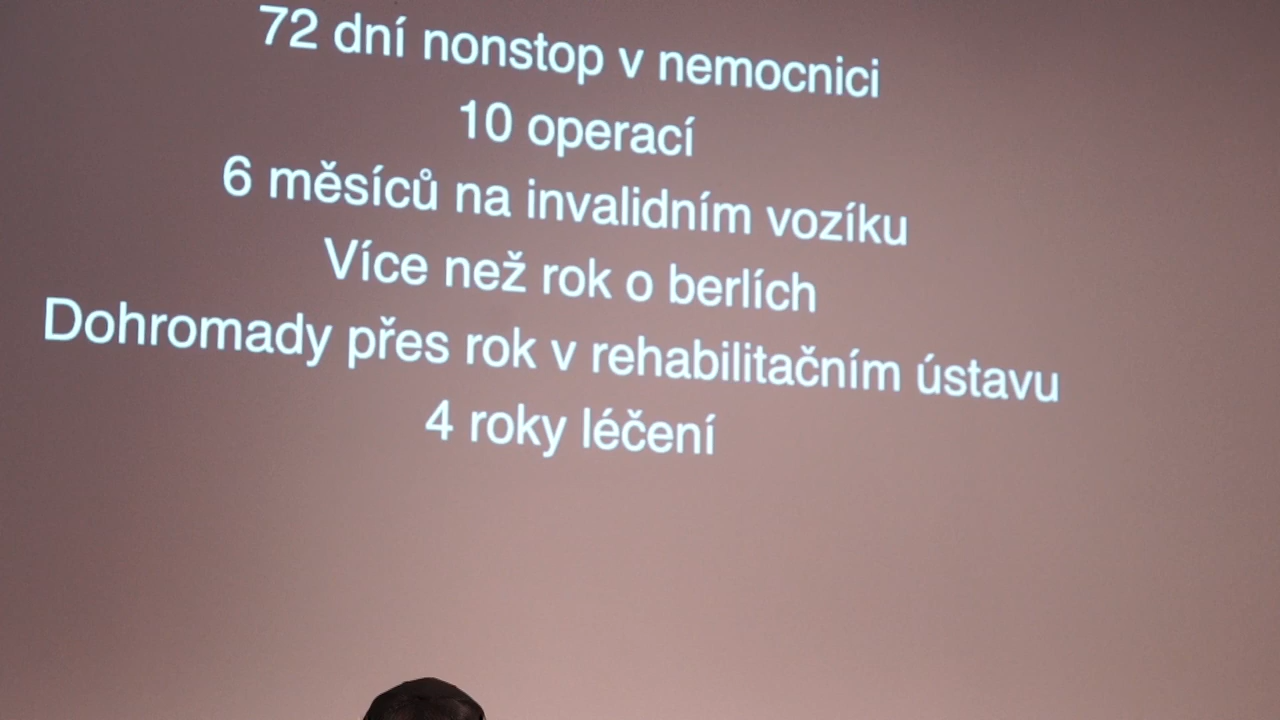 72 dní nonstop v nemocnici
10 operací
6 měsíců na invalidním vozíku
Více než rok o berlích
Dohromady přes rok v rehabilitačním ústavu
4 roky léčení